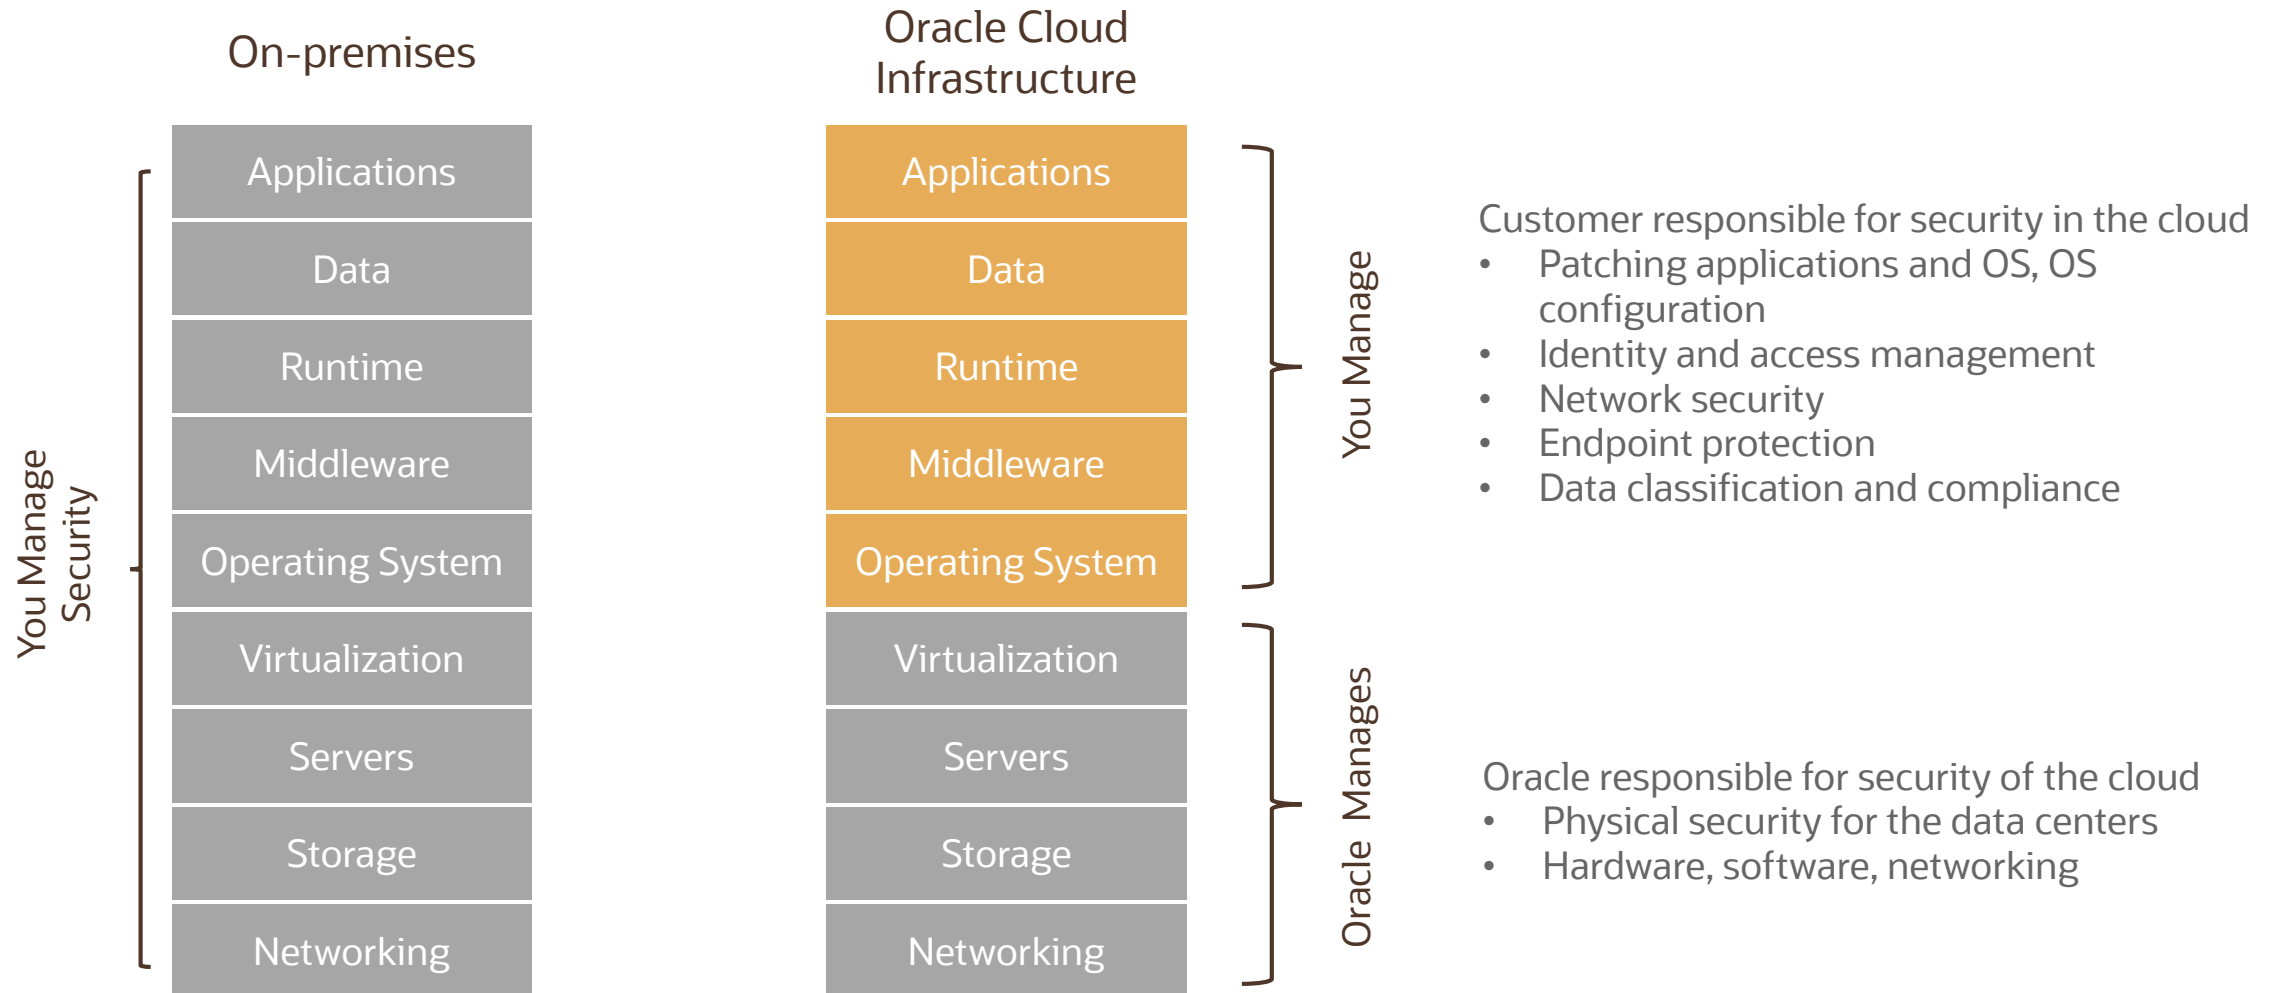 On-premises
You Manage
Security
Applications
Data
Runtime
Middleware
Operating System
Virtualization
Servers
Storage
Networking
Oracle Cloud
Infrastructure
Applications
Data
Runtime
Middleware
Operating System
Virtualization
Servers
Storage
Networking
You Manage
Customer responsible for security in the cloud
• Patching applications and OS, OS
configuration
• Identity and access management
• Network security
• Endpoint protection
• Data classification and compliance
Oracle Manages
Oracle responsible for security of the cloud
• Physical security for the data centers
• Hardware, software, networking